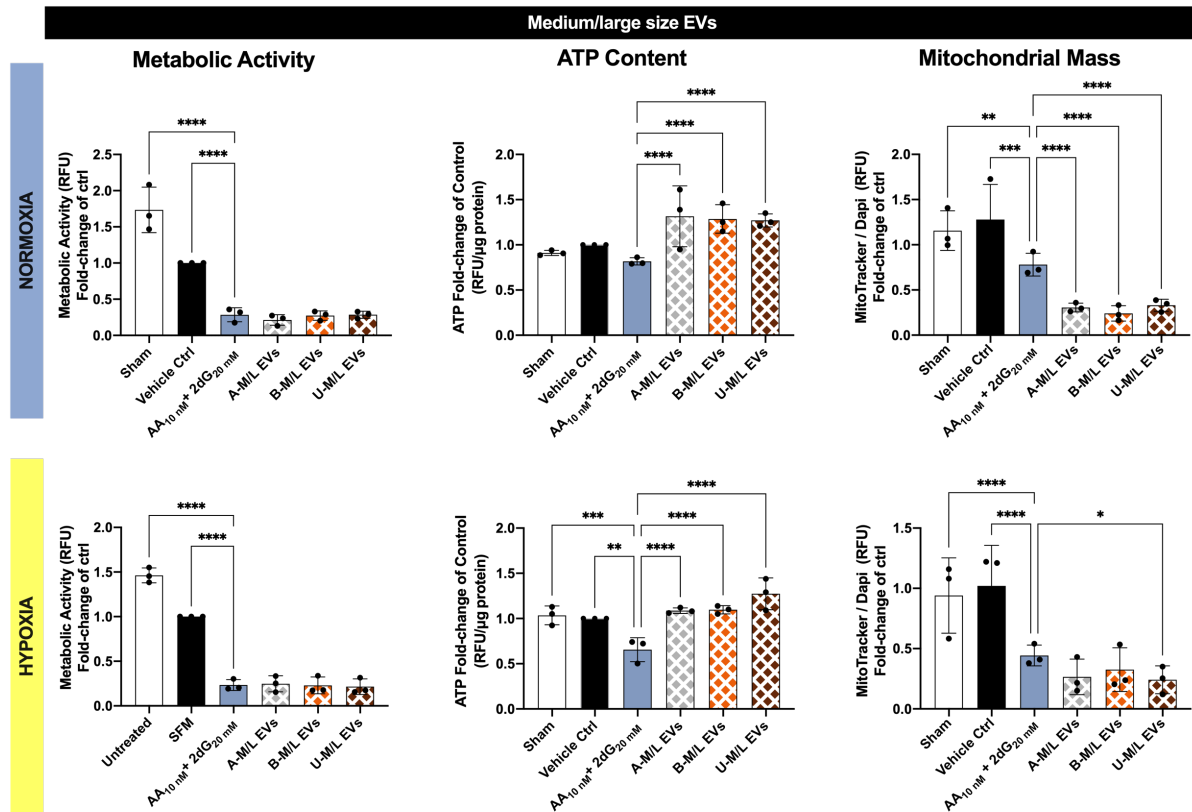 Medium/large size EVs
Metabolic Activity
ATP Content
Mitochondrial Mass
NORMOXIA
Metabolic Activity (RFU)
Fold-change of ctrl
2.5
2.0
1.5
1.0
0.5
0.0
****
****
Sham
Vehicle Ctrl
AA10 nM+ 2dG20 mM
A-M/L EVs
B-M/L EVs
U-M/L EVs
ATP Fold-change of Control
(RFU/µg protein)
2.0
1.5
1.0
0.5
0.0
****
****
****
Sham
Vehicle Ctrl
AA10 nM+ 2dG20 mM
A-M/L EVs
B-M/L EVs
U-M/L EVs
MitoTracker / Dapi (RFU)
Fold-change of ctrl
2.0
1.5
1.0
0.5
0.0
****
**
****
***
****
Sham
Vehicle Ctrl
AA10 nM+ 2dG20 mM
A-M/L EVs
B-M/L EVs
U-M/L EVs
HYPOXIA
Metabolic Activity (RFU)
Fold-change of ctrl
2.0
1.5
1.0
0.5
0.0
****
****
Untreated
SFM
AA10 nM+ 2dG20 mM
A-M/L EVs
B-M/L EVs
U-M/L EVs
ATP Fold-change of Control
(RFU/µg protein)
2.0
1.5
1.0
0.5
0.0
****
***
****
**
****
Sham
Vehicle Ctrl
AA10 nM+ 2dG20 mM
A-M/L EVs
B-M/L EVs
U-M/L EVs
MitoTracker / Dapi (RFU)
Fold-change of ctrl
1.5
1.0
0.5
0.0
****
****
*
Sham
Vehicle Ctrl
AA10 nM+ 2dG20 mM
A-M/L EVs
B-M/L EVs
U-M/L EVs